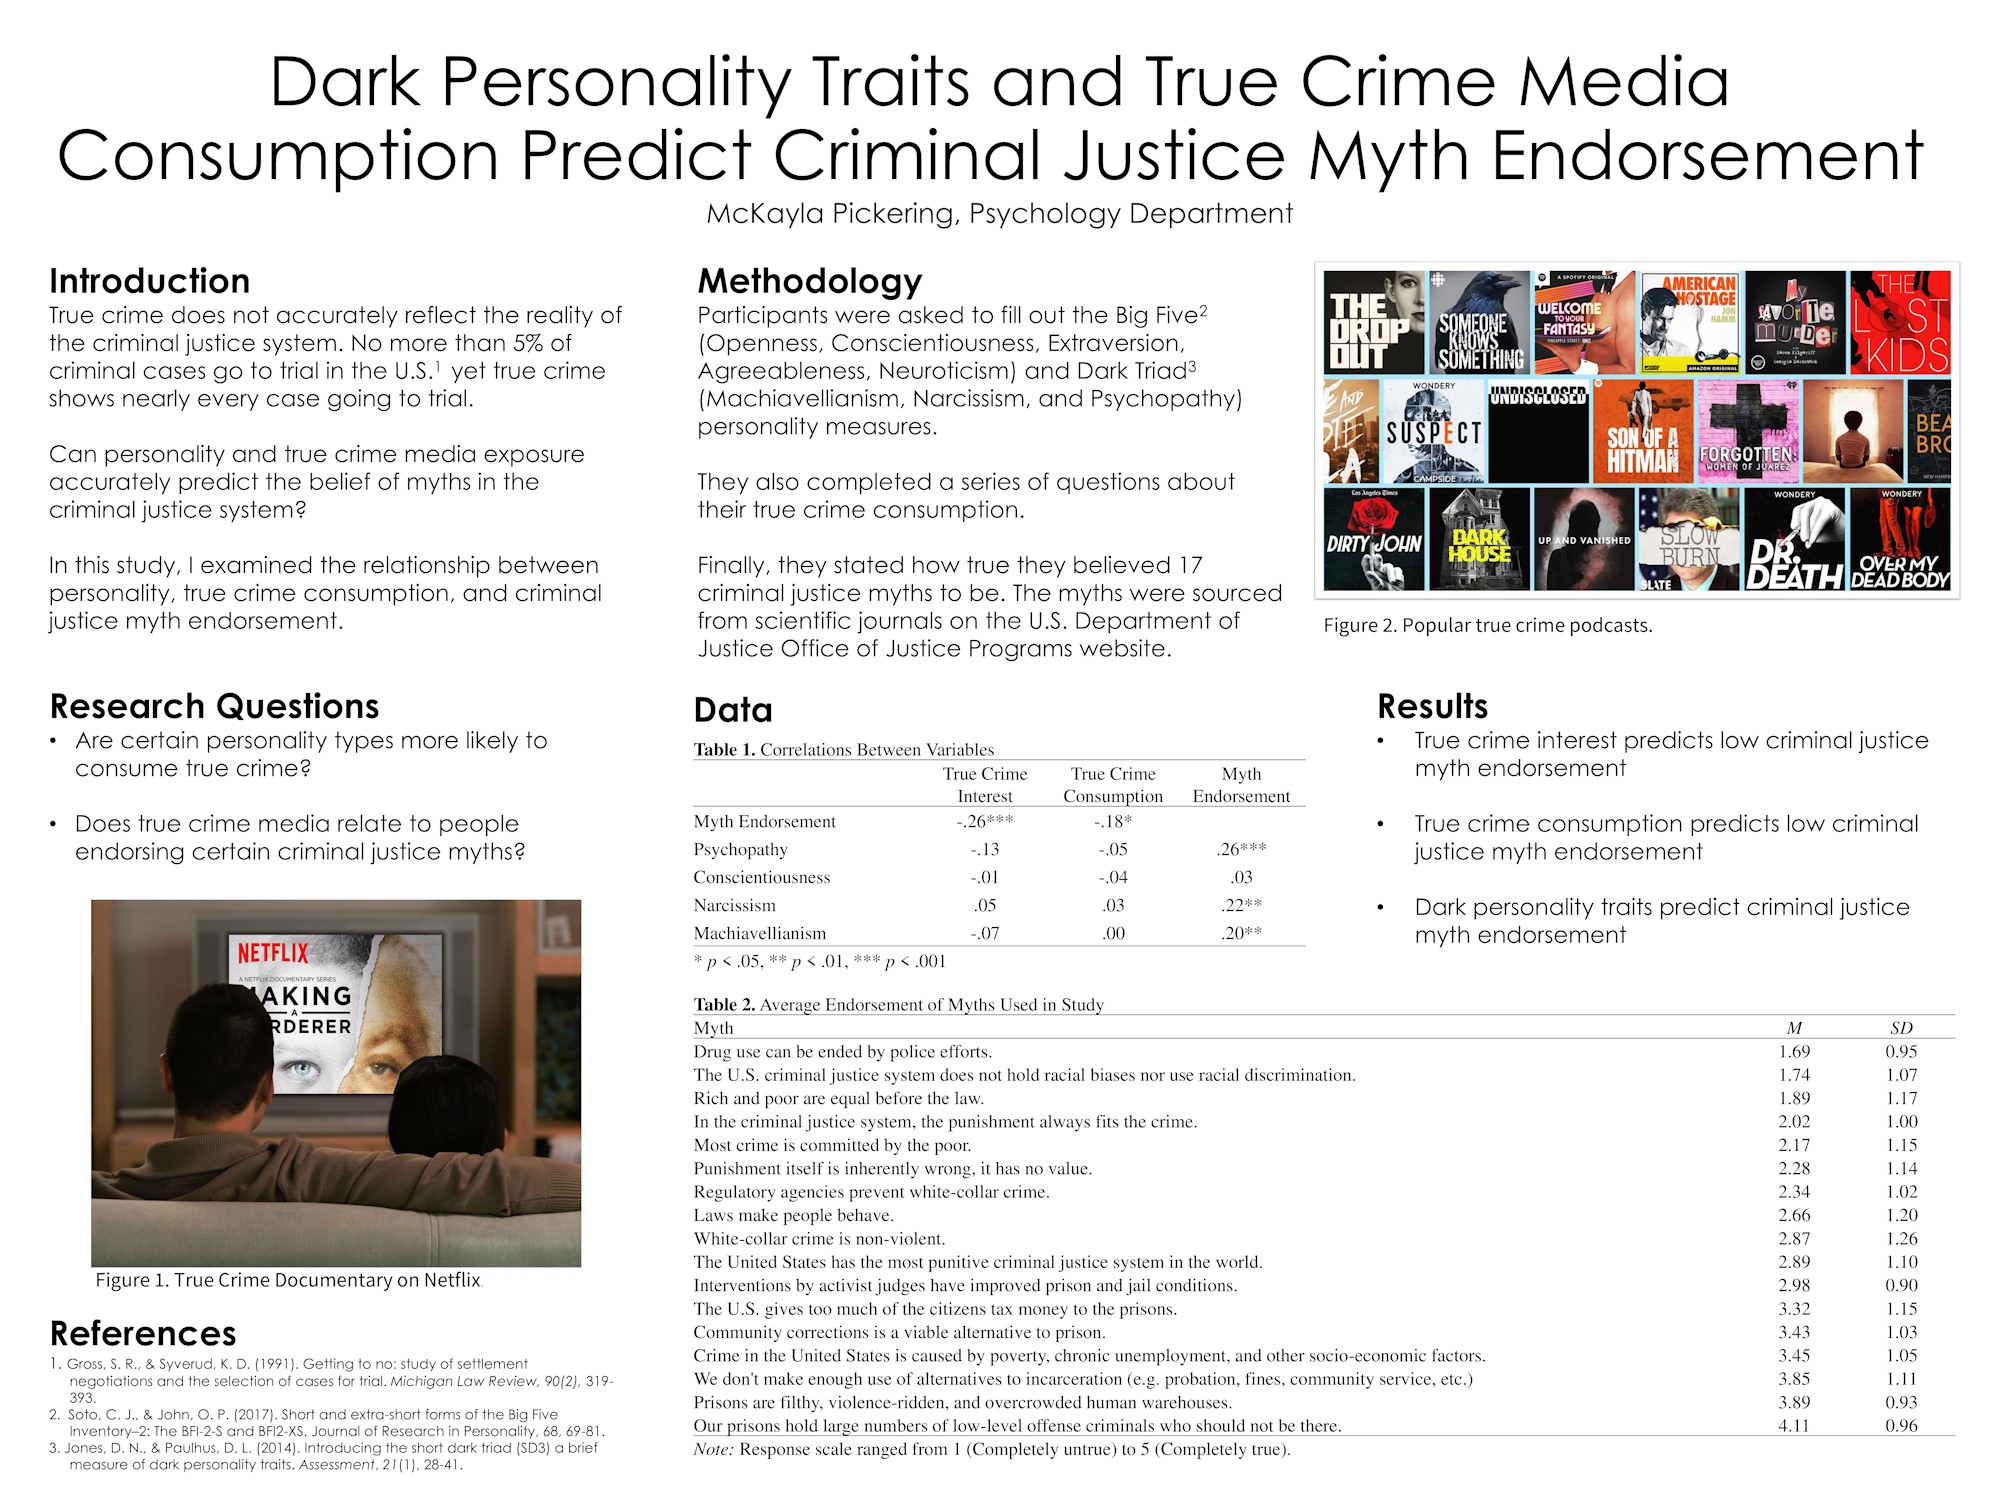 Dark Personality Traits and True Crime Media
Consumption Predict Criminal Justice Myth Endorsement
McKayla Pickering, Psychology Department
Introduction
True crime does not accurately reflect the reality of
the criminal justice system. No more than 5% of
criminal cases go to trial in the U.S.¹ yet true crime
shows nearly every case going to trial.
Can personality and true crime media exposure
accurately predict the belief of myths in the
criminal justice system?
In this study, I examined the relationship between
personality, true crime consumption, and criminal
justice myth endorsement.
Research Questions
• Are certain personality types more likely to
consume true crime?
• Does true crime media relate to people
endorsing certain criminal justice myths?
NETFLIX
A NETFLIX DOCUMENTARY SERIES
MAKING
A
RDERER
Figure 1. True Crime Documentary on Netflix.
References
1. Gross, S. R., & Syverud, K. D. (1991). Getting to no: study of settlement
negotiations and the selection of cases for trial. Michigan Law Review, 90(2), 319-
393.
2. Soto, C. J., & John, O. P. (2017). Short and extra-short forms of the Big Five
Inventory–2: The BFI-2-S and BFI2-XS. Journal of Research in Personality, 68, 69-81.
3. Jones, D. N., & Paulhus, D. L. (2014). Introducing the short dark triad (SD3) a brief
measure of dark personality traits. Assessment, 21(1), 28-41.
Methodology
Participants were asked to fill out the Big Five²
(Openness, Conscientiousness, Extraversion,
Agreeableness, Neuroticism) and Dark Triad³
(Machiavellianism, Narcissism, and Psychopathy)
personality measures.
They also completed a series of questions about
their true crime consumption.
Finally, they stated how true they believed 17
criminal justice myths to be. The myths were sourced
from scientific journals on the U.S. Department of
Justice Office of Justice Programs website.
THE
DROP
OUT
SOMEONE
KNOWS
SOMETHING
A SPOTIFY ORIGINAL
WELCOME
TO YOUR
FANTASY
PINEAPPLE STREET
AMERICAN
HOSTAGE
JON
HAMM
AMAZON ORIGINAL
My
favorite
murder
Karen Kilgariff
Georgia Hardstark
THE
LOST
KIDS
E AND
DIE
LA
WONDERY
SUSPECT
CAMPSIDE
UNDISCLOSED
SON OF A
HITMAN
FORGOTTEN:
WOMEN OF JUAREZ
BEA
BRO
NEW HAMP
Los Angeles Times
DIRTY JOHN
DARK
HOUSE
UP AND VANISHED
SLOW
BURN
SLATE
WONDERY
DR.
DEATH
WONDERY
OVER MY
DEAD BODY
Figure 2. Popular true crime podcasts.
Data
Table 1. Correlations Between Variables
True Crime Interest True Crime Consumption Myth Endorsement
Myth Endorsement -.26*** -.18*
Psychopathy -.13 -.05 .26***
Conscientiousness -.01 -.04 .03
Narcissism .05 .03 .22**
Machiavellianism -.07 .00 .20**
* p < .05, ** p < .01, *** p < .001
Results
• True crime interest predicts low criminal justice
myth endorsement
• True crime consumption predicts low criminal
justice myth endorsement
• Dark personality traits predict criminal justice
myth endorsement
Table 2. Average Endorsement of Myths Used in Study
Myth M SD
Drug use can be ended by police efforts. 1.69 0.95
The U.S. criminal justice system does not hold racial biases nor use racial discrimination. 1.74 1.07
Rich and poor are equal before the law. 1.89 1.17
In the criminal justice system, the punishment always fits the crime. 2.02 1.00
Most crime is committed by the poor. 2.17 1.15
Punishment itself is inherently wrong, it has no value. 2.28 1.14
Regulatory agencies prevent white-collar crime. 2.34 1.02
Laws make people behave. 2.66 1.20
White-collar crime is non-violent. 2.87 1.26
The United States has the most punitive criminal justice system in the world. 2.89 1.10
Interventions by activist judges have improved prison and jail conditions. 2.98 0.90
The U.S. gives too much of the citizens tax money to the prisons. 3.32 1.15
Community corrections is a viable alternative to prison. 3.43 1.03
Crime in the United States is caused by poverty, chronic unemployment, and other socio-economic factors. 3.45 1.05
We don't make enough use of alternatives to incarceration (e.g. probation, fines, community service, etc.) 3.85 1.11
Prisons are filthy, violence-ridden, and overcrowded human warehouses. 3.89 0.93
Our prisons hold large numbers of low-level offense criminals who should not be there. 4.11 0.96
Note: Response scale ranged from 1 (Completely untrue) to 5 (Completely true).